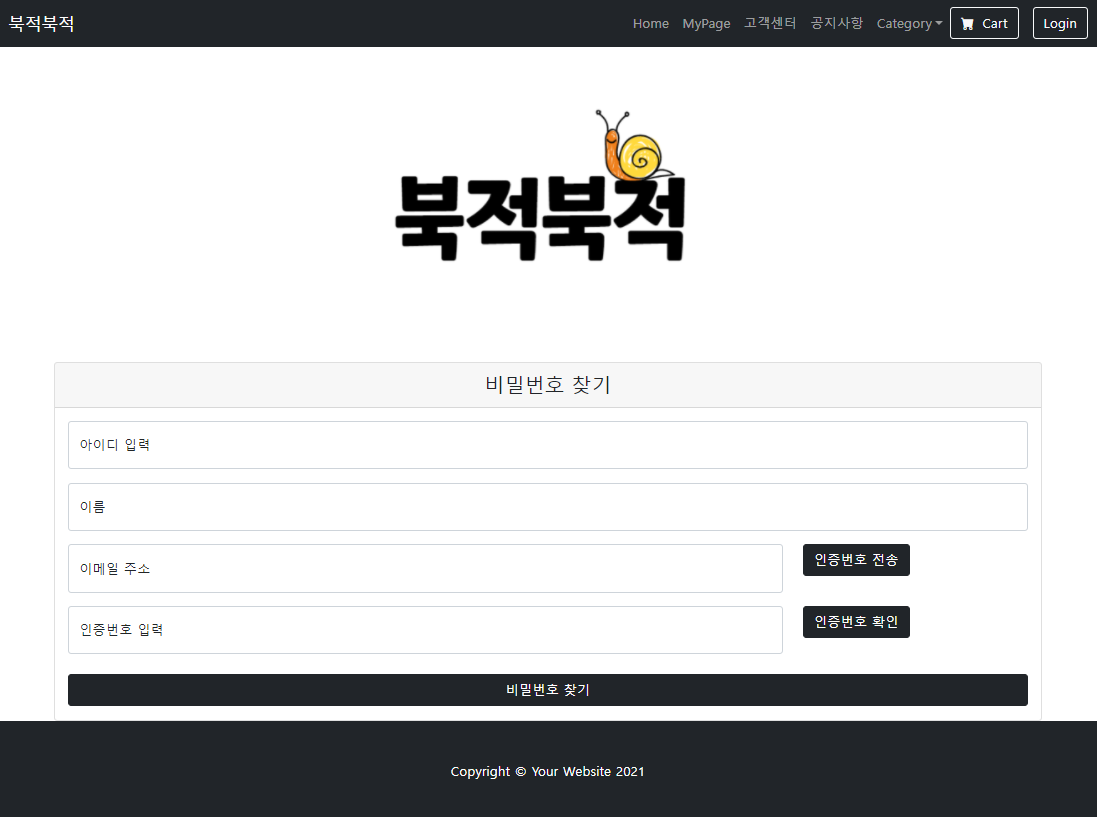 북적북적 Home MyPage 고객센터 공지사항 Category Cart Login
북적북적
비밀번호 찾기
아이디 입력
이름
이메일 주소 인증번호 전송
인증번호 입력 인증번호 확인
비밀번호 찾기
Copyright © Your Website 2021